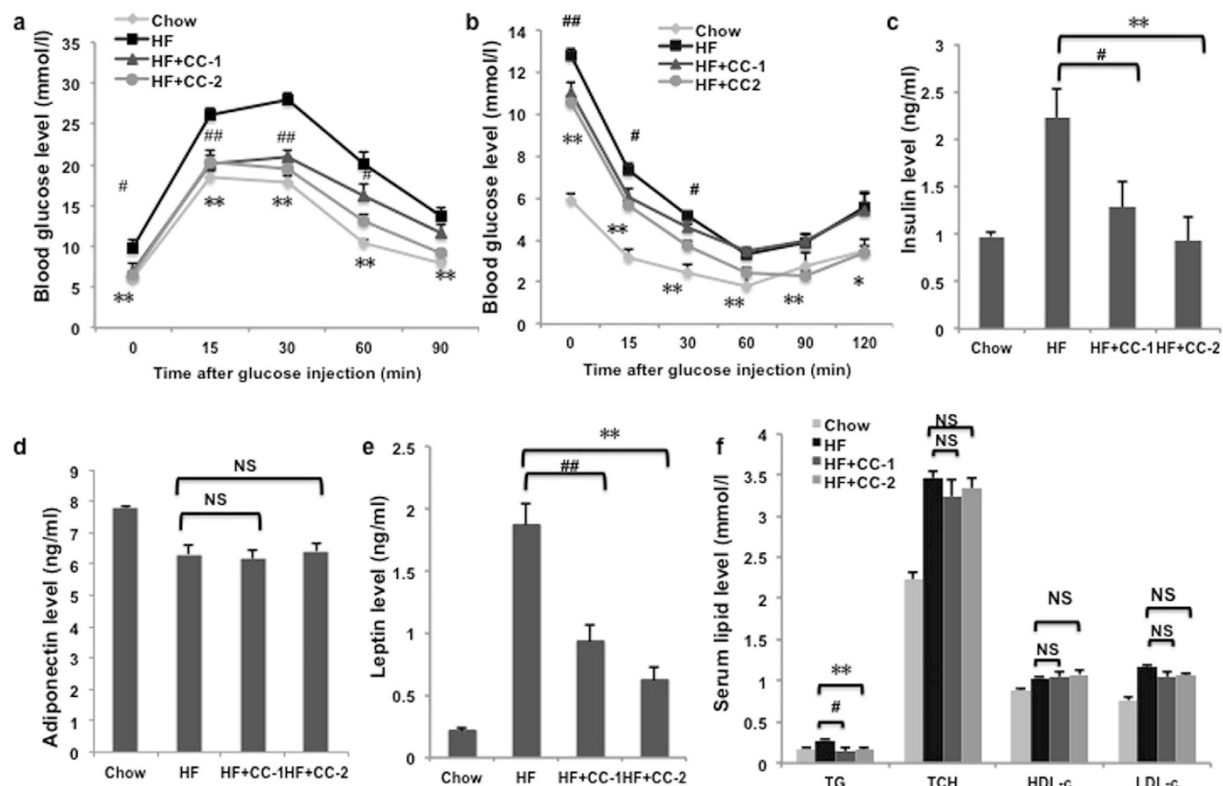 a
Chow
HF
HF+CC-1
HF+CC-2
Blood glucose level (mmol/l)
35
30
25
20
15
10
5
0
#
##
##
#
**
**
**
**
**
0 15 30 60 90
Time after glucose injection (min)
b
Chow
HF
HF+CC-1
HF+CC2
Blood glucose level (mmol/l)
14
12
10
8
6
4
2
0
##
#
#
**
**
**
**
**
*
0 15 30 60 90 120
Time after glucose injection (min)
c
Insulin level (ng/ml)
3
2.5
2
1.5
1
0.5
0
**
#
Chow HF HF+CC-1 HF+CC-2
d
Adiponectin level (ng/ml)
9
8
7
6
5
4
3
2
1
0
NS
NS
Chow HF HF+CC-1 HF+CC-2
e
Leptin level (ng/ml)
2.5
2
1.5
1
0.5
0
**
##
Chow HF HF+CC-1 HF+CC-2
f
Chow
HF
HF+CC-1
HF+CC-2
Serum lipid level (mmol/l)
4
3.5
3
2.5
2
1.5
1
0.5
0
**
#
NS
NS
NS
NS
NS
NS
TG TCH HDL-c LDL-c